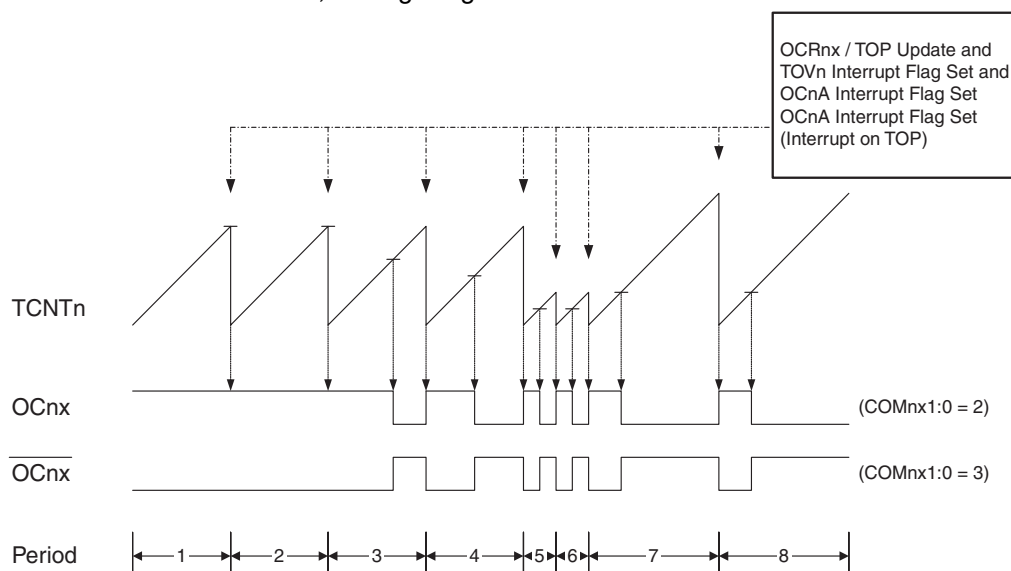 OCRnx / TOP Update and
TOVn Interrupt Flag Set and
OCnA Interrupt Flag Set
OCnA Interrupt Flag Set
(Interrupt on TOP)
TCNTn
OCnx (COMnx1:0 = 2)
OCnx (COMnx1:0 = 3)
Period 1 2 3 4 5 6 7 8